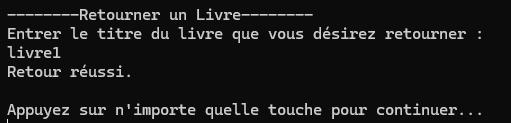 --------Retourner un Livre--------
Entrer le titre du livre que vous désirez retourner :
livre1
Retour réussi.
Appuyez sur n'importe quelle touche pour continuer...